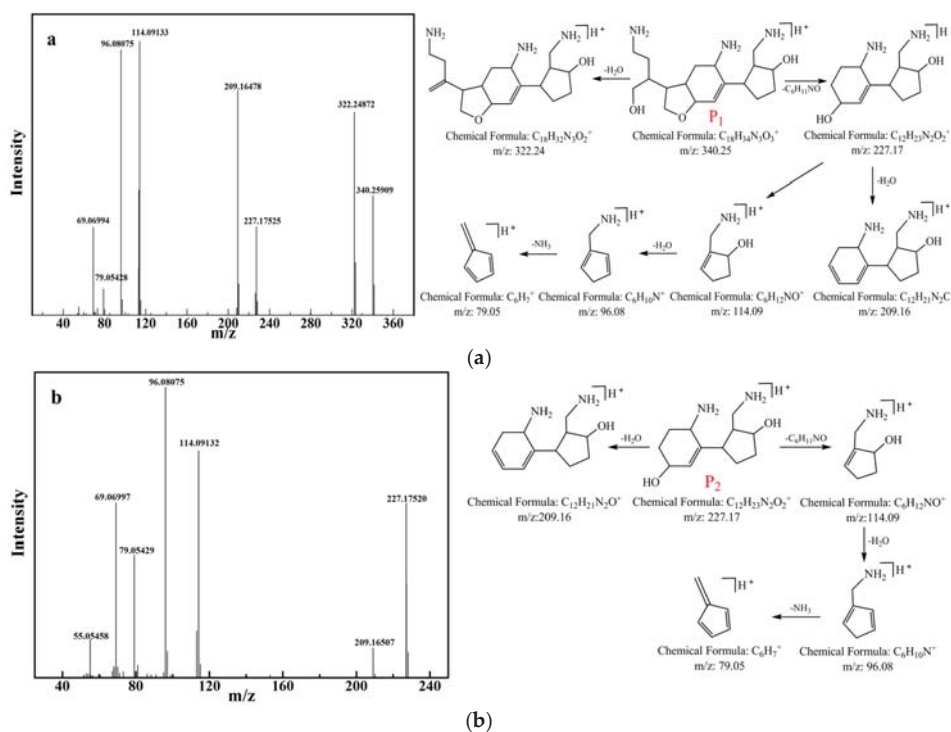 a
Intensity
96.08075
114.09133
209.16478
322.24872
340.25909
69.06994
227.17525
79.05428
40 80 120 160 200 240 280 320 360
m/z
NH2
NH2
NH2 ]H+
OH
O
Chemical Formula: C18H32N3O2+
m/z: 322.24
-H2O
NH2
NH2
NH2 ]H+
OH
OH
O
P1
Chemical Formula: C18H34N3O3+
m/z: 340.25
-C6H11NO
NH2
NH2 ]H
OH
HO
Chemical Formula: C12H23N2O2+
m/z: 227.17
-H2O
]H+
Chemical Formula: C6H7+
m/z: 79.05
-NH3
NH2 ]H+
Chemical Formula: C6H10N+
m/z: 96.08
-H2O
NH2 ]H+
OH
Chemical Formula: C6H12NO+
m/z: 114.09
NH2
NH2 ]H+
OH
Chemical Formula: C12H21N2C
m/z: 209.16
(a)
b
Intensity
96.08075
114.09132
69.06997
227.17520
79.05429
55.05458
209.16507
40 80 120 160 200 240
m/z
NH2
NH2 ]H+
OH
Chemical Formula: C12H21N2O+
m/z:209.16
-H2O
NH2
NH2 ]H+
OH
HO
P2
Chemical Formula: C12H23N2O2+
m/z: 227.17
-C6H11NO
NH2 ]H+
OH
Chemical Formula: C6H12NO+
m/z:114.09
-H2O
]H+
Chemical Formula: C6H7+
m/z: 79.05
-NH3
NH2 ]H+
Chemical Formula: C6H10N+
m/z: 96.08
(b)